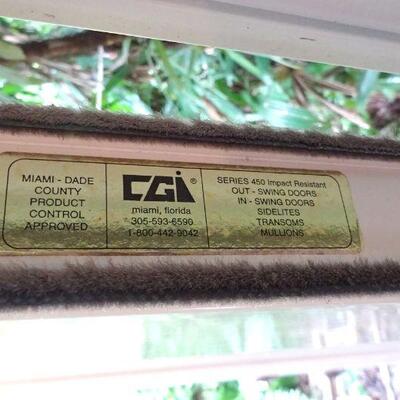 MIAMI - DADE
COUNTY
PRODUCT
CONTROL
APPROVED
CGI®
miami, florida
305-593-6590
1-800-442-9042
SERIES 450 Impact Resistant
OUT - SWING DOORS
IN - SWING DOORS
SIDELITES
TRANSOMS
MULLIONS